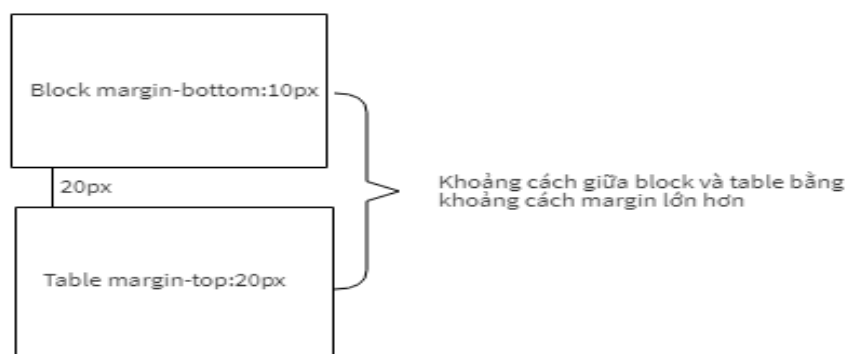 Block margin-bottom:10px
20px
Khoảng cách giữa block và table bằng
khoảng cách margin lớn hơn
Table margin-top:20px